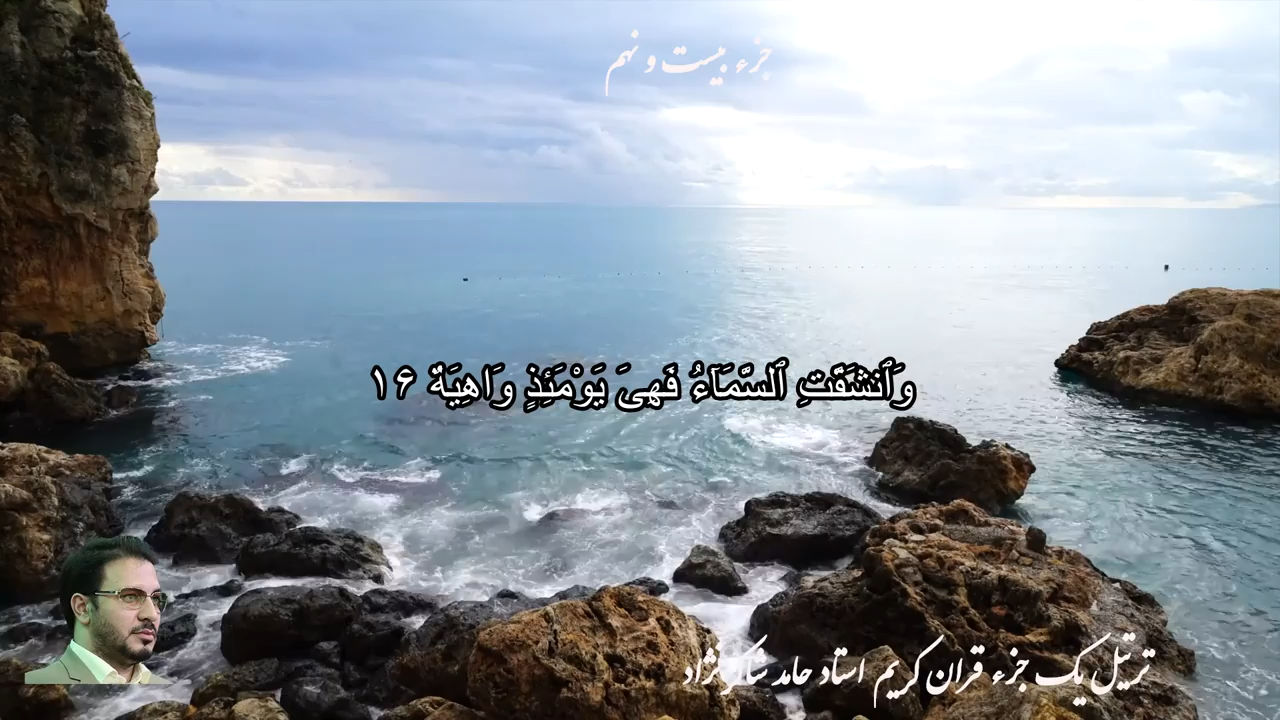 جزء بیست و نهم
وَٱنشَقَّتِ ٱلسَّمَآءُ فَهِىَ يَوْمَئِذٍ وَاهِيَةٌ ۱۶
ترتیل یک جزء قران کریم استاد حامد شاکرنژاد